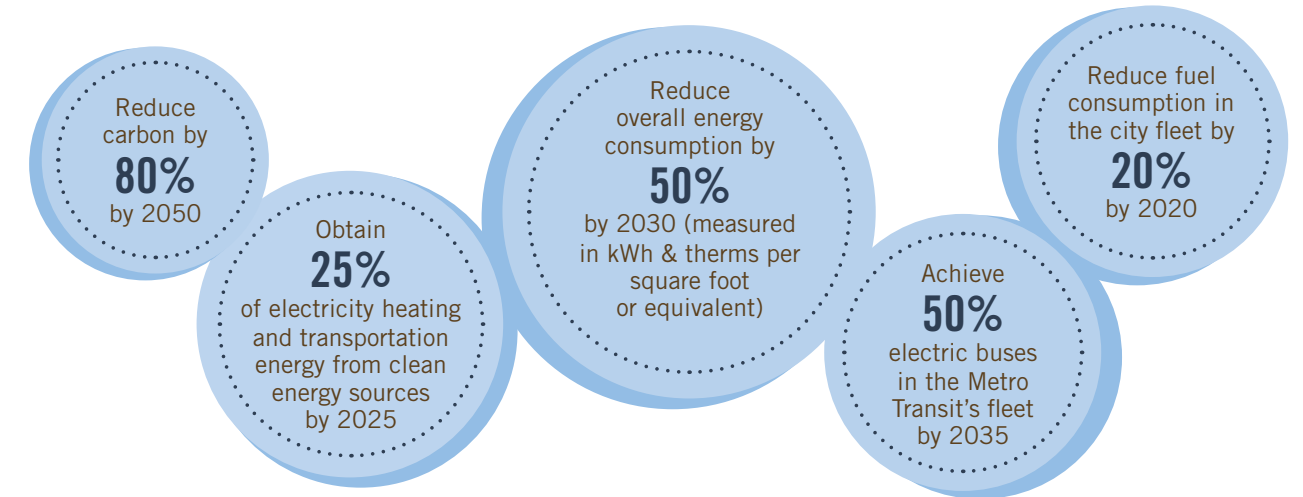 Reduce
carbon by
80%
by 2050
Obtain
25%
of electricity heating
and transportation
energy from clean
energy sources
by 2025
Reduce
overall energy
consumption by
50%
by 2030 (measured
in kWh & therms per
square foot
or equivalent)
Achieve
50%
electric buses
in the Metro
Transit's fleet
by 2035
Reduce fuel
consumption in
the city fleet by
20%
by 2020